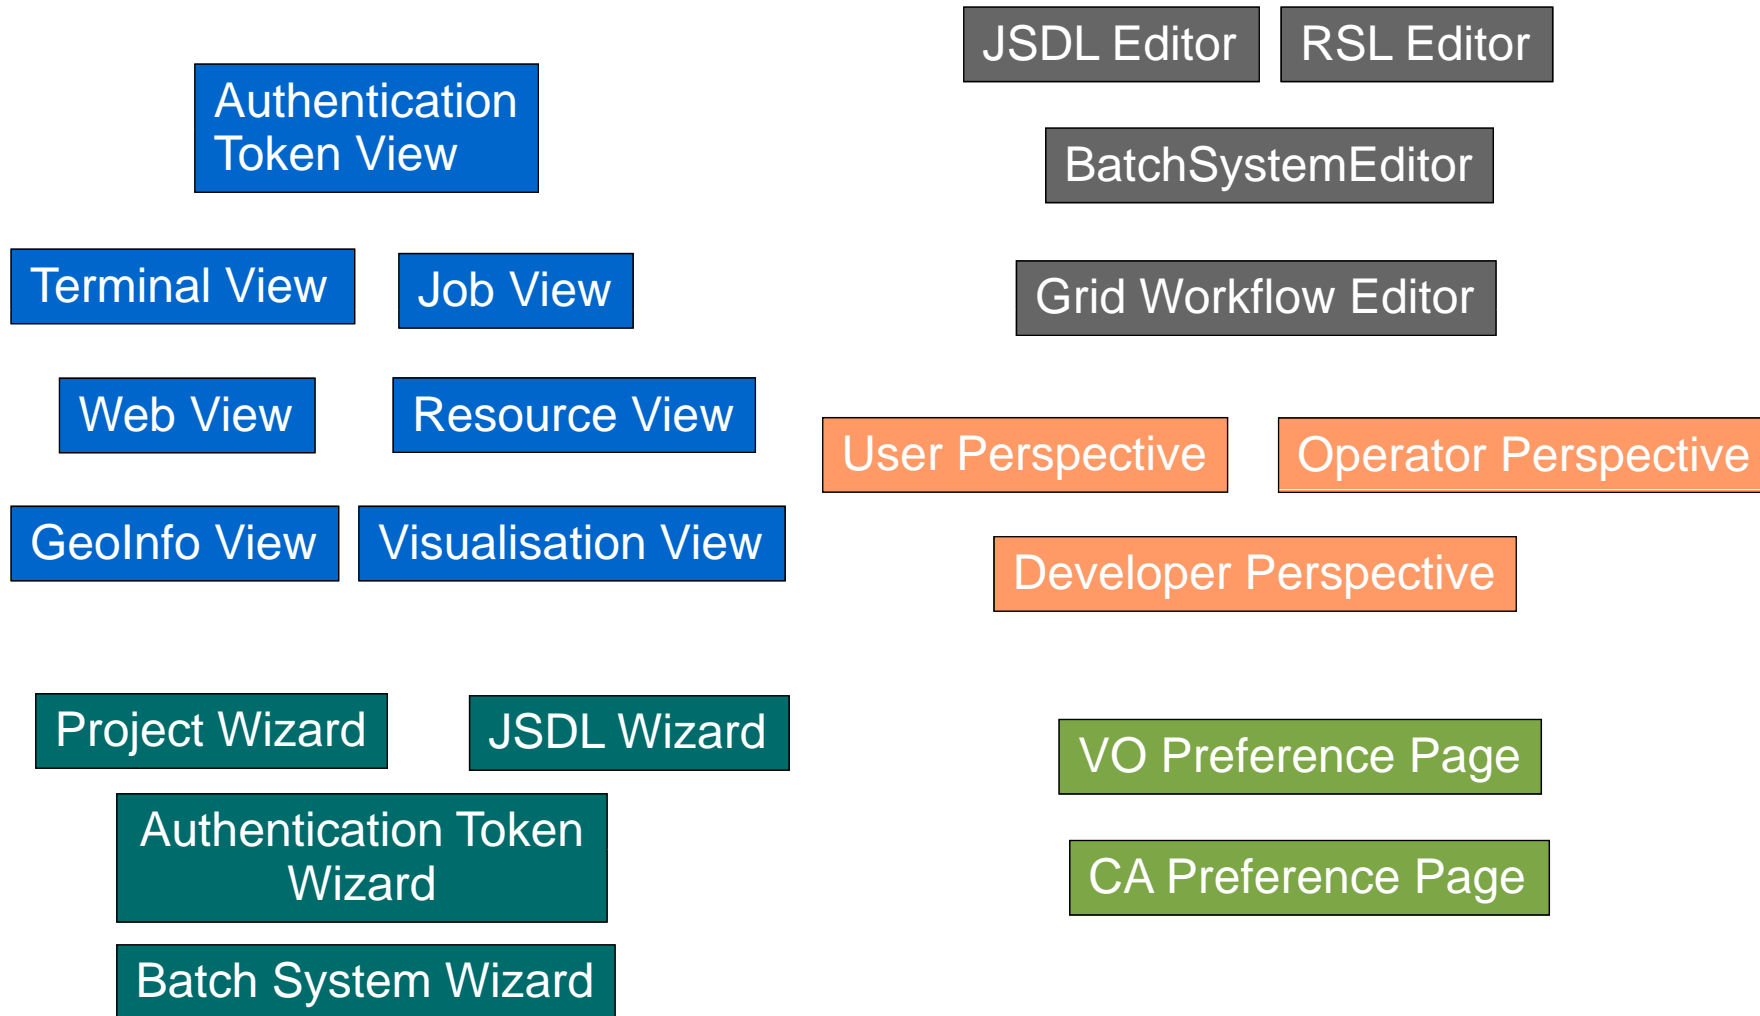 Authentication
Token View
Terminal View
Job View
Web View
Resource View
GeoInfo View
Visualisation View
Project Wizard
JSDL Wizard
Authentication Token
Wizard
Batch System Wizard
JSDL Editor
RSL Editor
BatchSystemEditor
Grid Workflow Editor
User Perspective
Operator Perspective
Developer Perspective
VO Preference Page
CA Preference Page